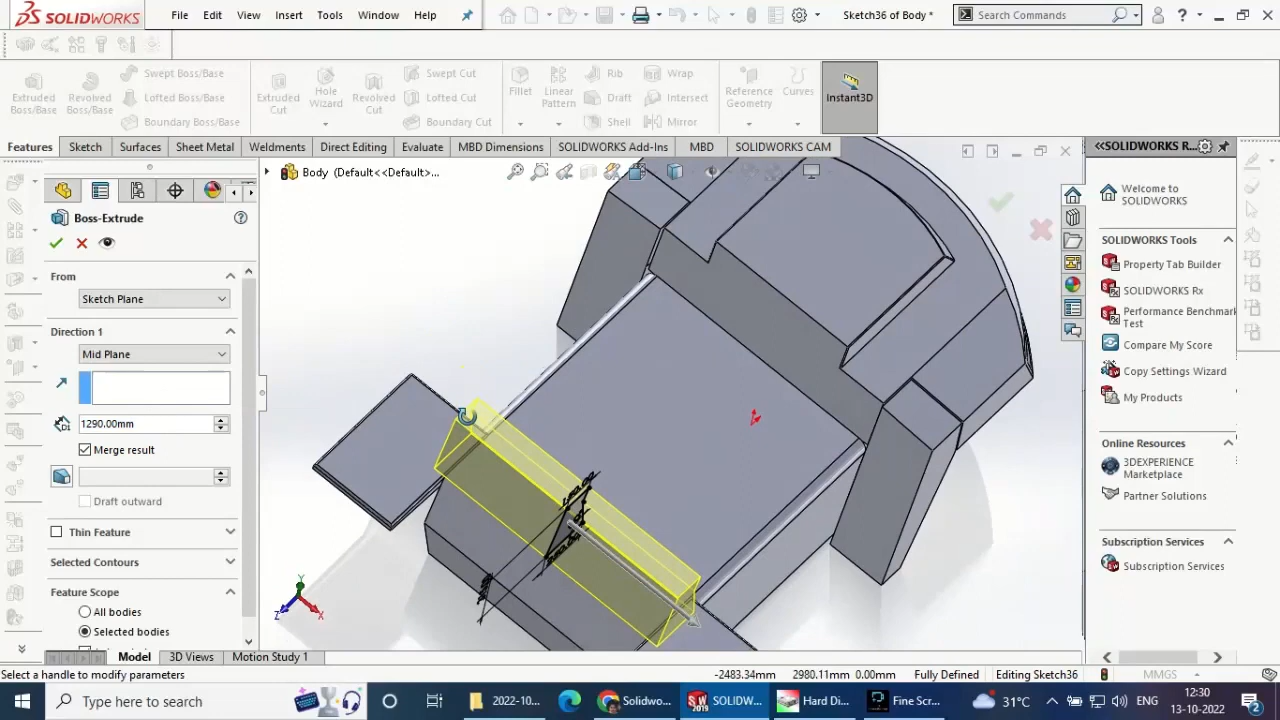 SOLIDWORKS File Edit View Insert Tools Window Help Sketch36 of Body * Search Commands
Extruded Boss/Base Revolved Boss/Base Swept Boss/Base Lofted Boss/Base Boundary Boss/Base Extruded Cut Hole Wizard Revolved Cut Swept Cut Lofted Cut Boundary Cut Fillet Linear Pattern Rib Draft Shell Wrap Intersect Mirror Reference Geometry Curves Instant3D
Features Sketch Surfaces Sheet Metal Weldments Direct Editing Evaluate MBD Dimensions SOLIDWORKS Add-Ins MBD SOLIDWORKS CAM
Body (Default<<Default>...
Boss-Extrude
From
Sketch Plane
Direction 1
Mid Plane
1290.00mm
Merge result
Draft outward
Thin Feature
Selected Contours
Feature Scope
All bodies
Selected bodies
<<SOLIDWORKS R...
Welcome to
SOLIDWORKS
SOLIDWORKS Tools
Property Tab Builder
SOLIDWORKS Rx
Performance Benchmark
Test
Compare My Score
Copy Settings Wizard
My Products
Online Resources
3DEXPERIENCE
Marketplace
Partner Solutions
Subscription Services
Subscription Services
Y
Z X
Model 3D Views Motion Study 1
Select a handle to modify parameters -2483.34mm 2980.11mm 0.00mm Fully Defined Editing Sketch36 MMGS
Type here to search 2022-10... Solidwo... SOLIDW... Hard Di... Fine Scr... 31°C ENG 12:30
13-10-2022